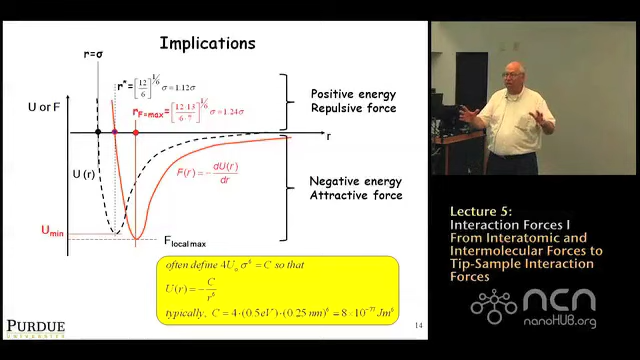 Implications
r=σ
r*=[12/6]^1/6 σ=1.12σ
r_F=max=[12·13/6·7]^1/6 σ=1.24σ
Positive energy
Repulsive force
U or F
r
U(r)
F(r)=-dU(r)/dr
Negative energy
Attractive force
U_min
F_local max
often define 4U_o σ^6 = C so that
U(r)=-C/r^6
typically, C = 4·(0.5eV)·(0.25 nm)^6 = 8×10^-77 Jm^6
PURDUE
UNIVERSITY
14
Lecture 5:
Interaction Forces I
From Interatomic and
Intermolecular Forces to
Tip-Sample Interaction
Forces
ncn
nanoHUB.org